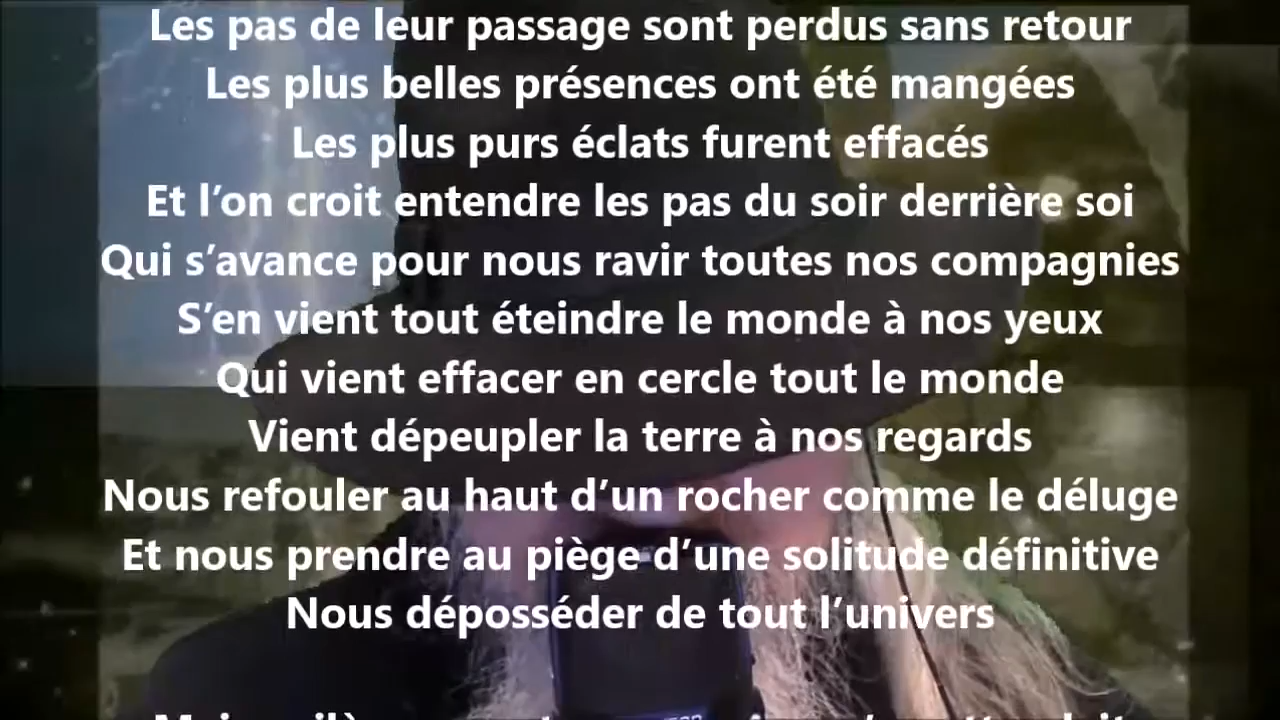 Les pas de leur passage sont perdus sans retour
Les plus belles présences ont été mangées
Les plus purs éclats furent effacés
Et l’on croit entendre les pas du soir derrière soi
Qui s’avance pour nous ravir toutes nos compagnies
S’en vient tout éteindre le monde à nos yeux
Qui vient effacer en cercle tout le monde
Vient dépeupler la terre à nos regards
Nous refouler au haut d’un rocher comme le déluge
Et nous prendre au piège d’une solitude définitive
Nous déposséder de tout l’univers